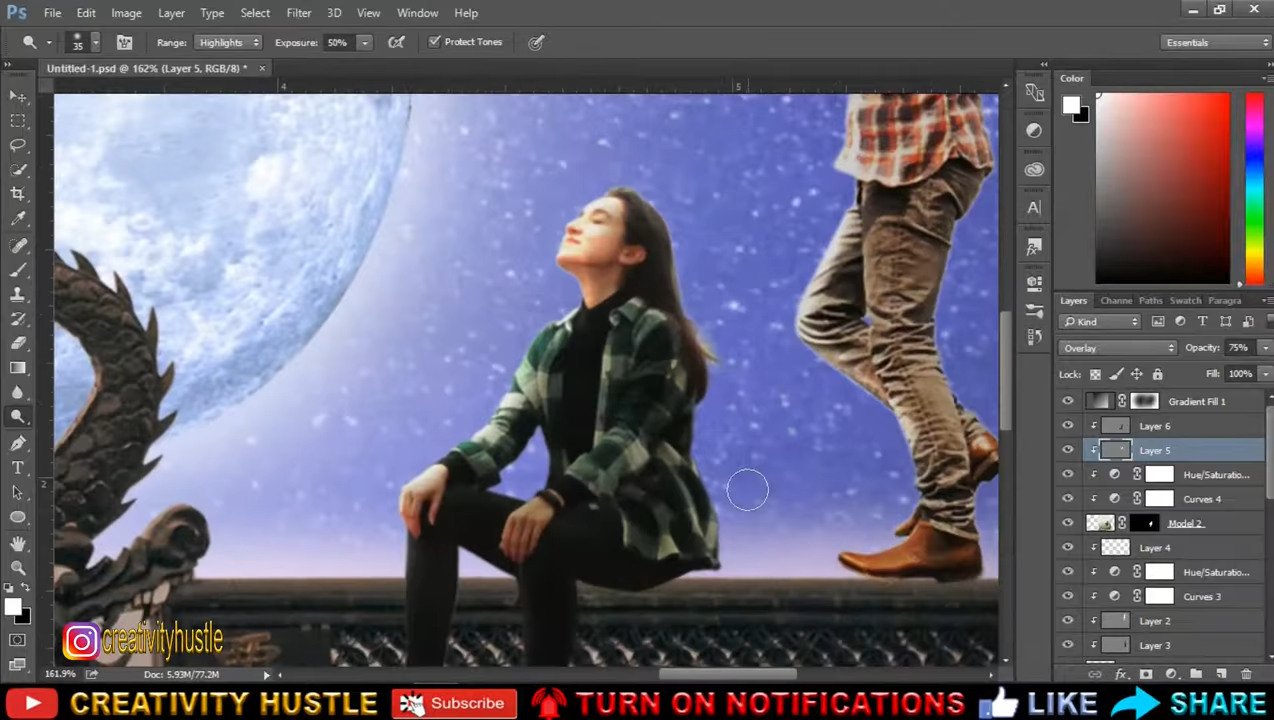 Ps File Edit Image Layer Type Select Filter 3D View Window Help
35 Range: Highlights Exposure: 50% Protect Tones Essentials
Untitled-1.psd @ 162% (Layer 5, RGB/8) *
4 5
Color
2
Layers Channe Paths Swatch Paragra
Kind
Overlay Opacity: 75%
Lock: Fill: 100%
Gradient Fill 1
Layer 6
Layer 5
Hue/Saturatio...
Curves 4
Model 2
Layer 4
Hue/Saturatio...
Curves 3
Layer 2
Layer 3
creativityhustle
161.9% Doc: 5.93M/77.2M
CREATIVITY HUSTLE Subscribe TURN ON NOTIFICATIONS LIKE SHARE